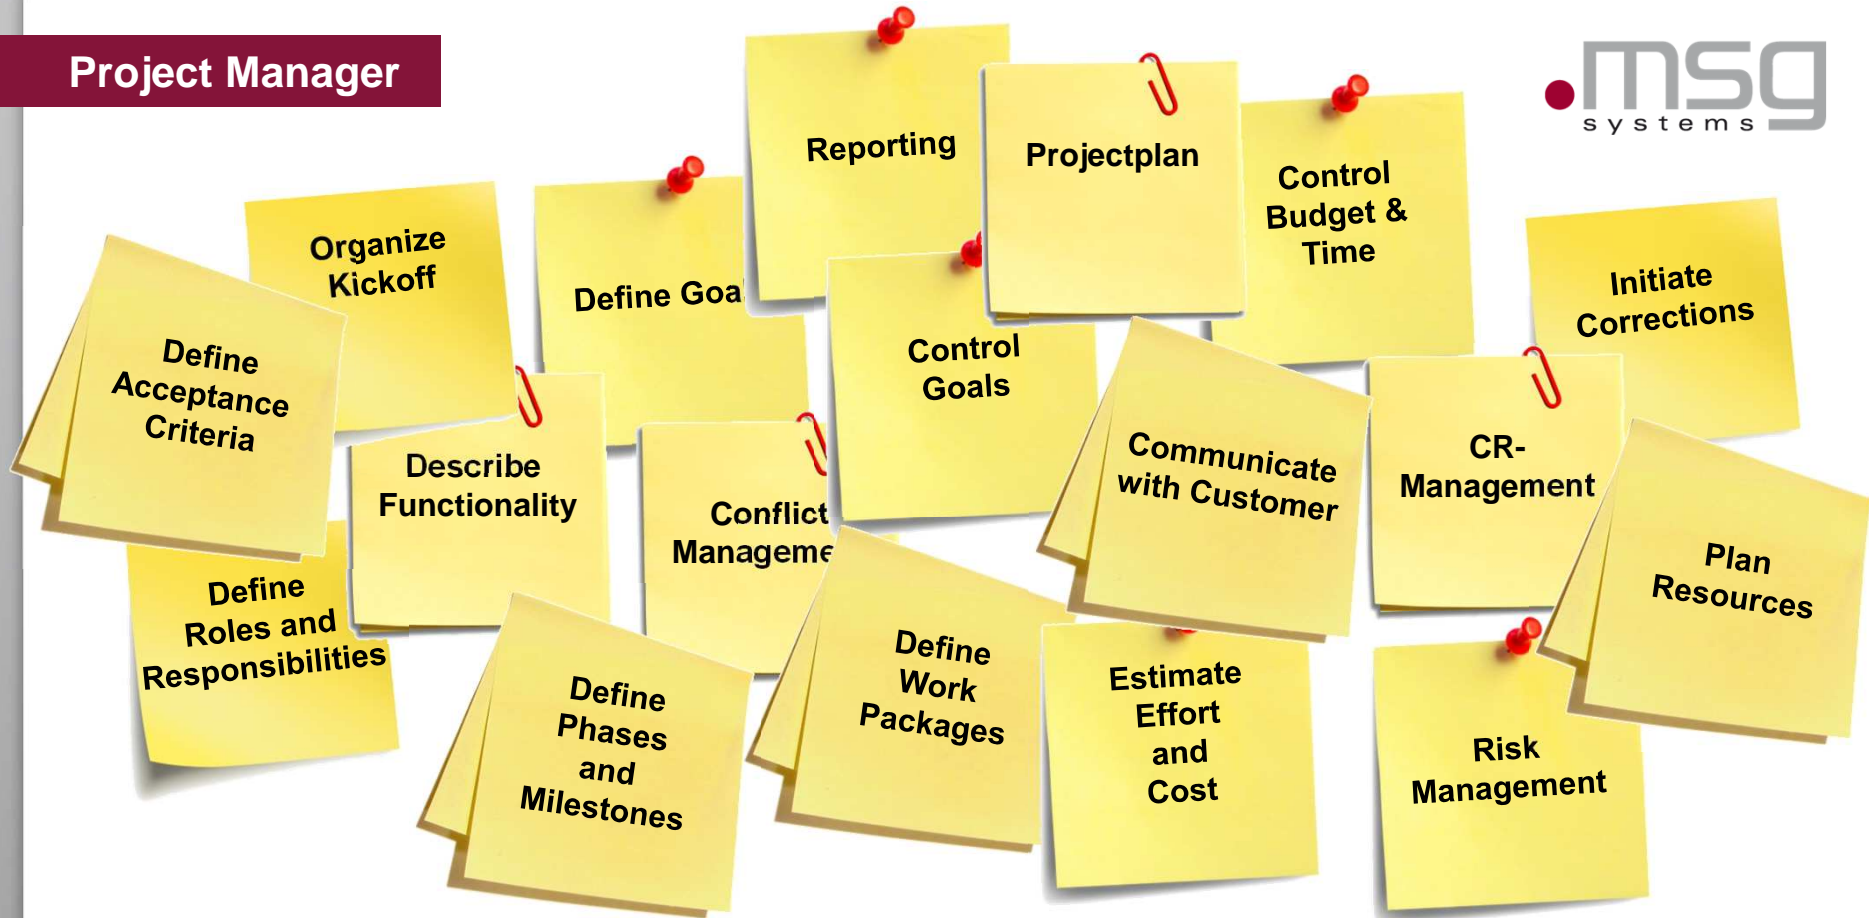 Project Manager
.msg
systems
Reporting
Projectplan
Control
Budget &
Time
Organize
Kickoff
Define Goa
Initiate
Corrections
Define
Acceptance
Criteria
Control
Goals
Describe
Functionality
Communicate
with Customer
CR-
Management
Conflict
Manageme
Plan
Resources
Define
Roles and
Responsibilities
Define
Phases
and
Milestones
Define
Work
Packages
Estimate
Effort
and
Cost
Risk
Management